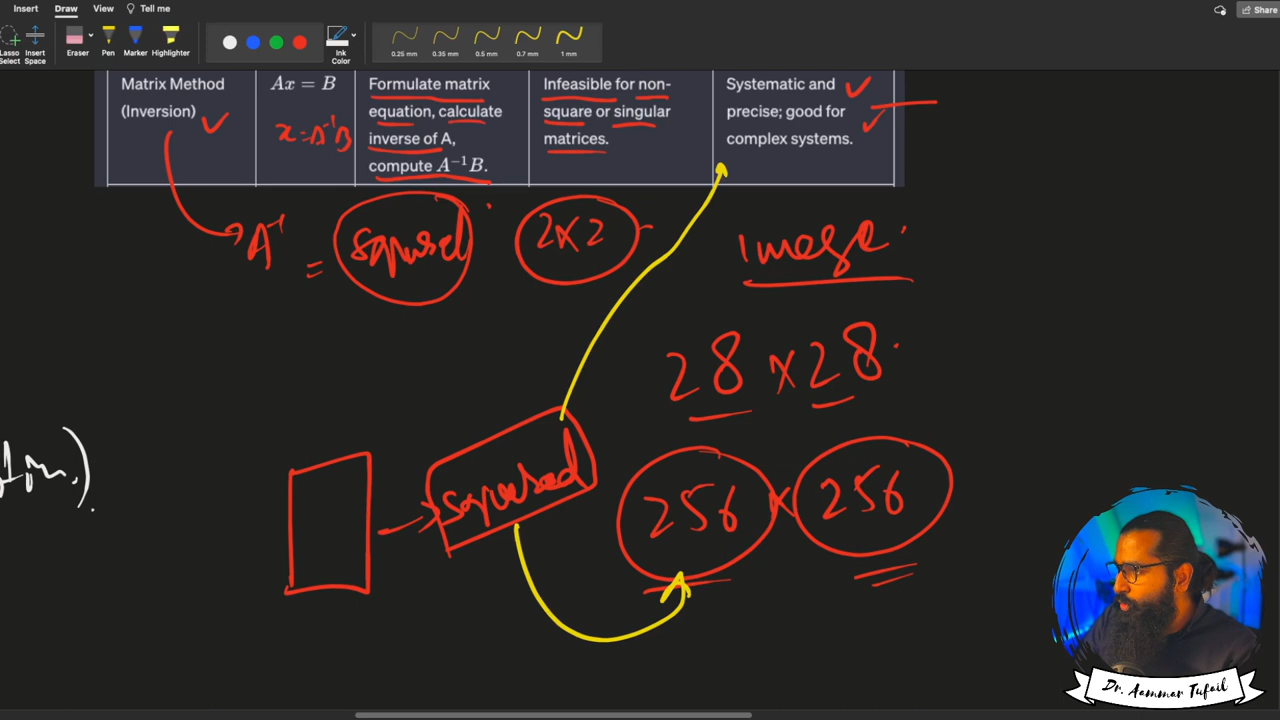 Insert Draw View Tell me
Share
Lasso Select
Insert Space
Eraser
Pen
Marker
Highlighter
Ink Color
0.25 mm 0.35 mm 0.5 mm 0.7 mm 1 mm
Matrix Method (Inversion)
Ax = B
x = A⁻¹B
Formulate matrix
equation, calculate
inverse of A,
compute A⁻¹B.
Infeasible for non-
square or singular
matrices.
Systematic and
precise; good for
complex systems.
A⁻¹ = squared 2×2
Image
28 × 28
squared
256 × 256
Dr. Aammar Tufail